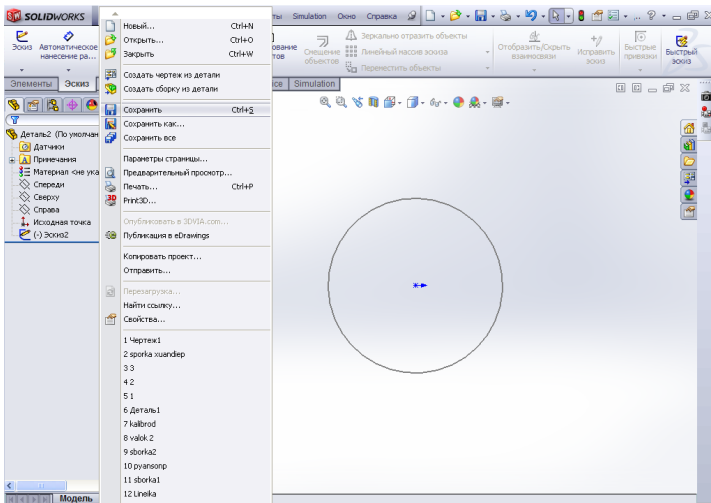 SOLIDWORKS
ты Simulation Окно Справка
Эскиз
Автоматическое нанесение ра...
Смещение объектов
Зеркально отразить объекты
Линейный массив эскиза
Переместить объекты
Отобразить/Скрыть взаимосвязи
Исправить эскиз
Быстрые привязки
Быстрый эскиз
Элементы
Эскиз
Simulation
Деталь2 (По умолчан
Датчики
Примечания
Материал <не ука
Спереди
Сверху
Справа
Исходная точка
(-) Эскиз2
Новый... Ctrl+N
Открыть... Ctrl+O
Закрыть Ctrl+W
Создать чертеж из детали
Создать сборку из детали
Сохранить Ctrl+S
Сохранить как...
Сохранить все
Параметры страницы...
Предварительный просмотр...
Печать... Ctrl+P
Print3D...
Опубликовать в 3DVIA.com...
Публикация в eDrawings
Копировать проект...
Отправить...
Перезагрузка...
Найти ссылку...
Свойства...
1 Чертеж1
2 sporka xuandiep
3 3
4 2
5 1
6 Деталь1
7 kalibrod
8 valok 2
9 sborka2
10 pyansonp
11 sborka1
12 Lineika
Модель